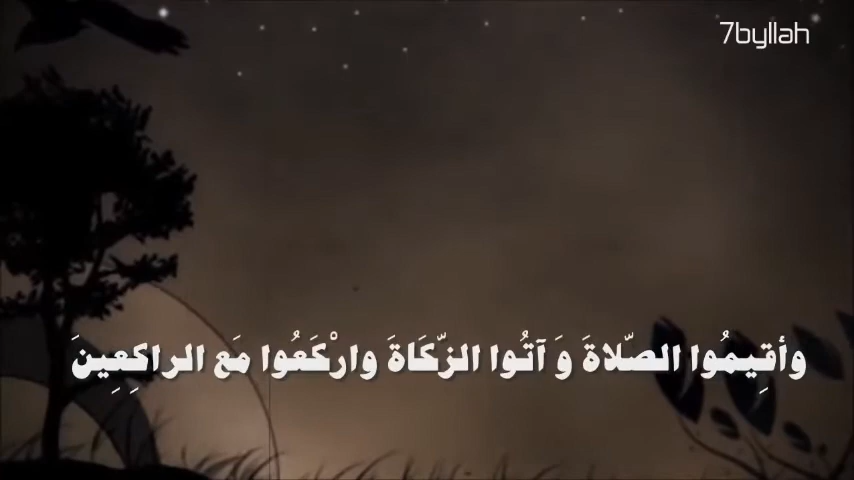 7byllah
وأقِيمُوا الصّلاةَ وَ آتُوا الزّكَاةَ وارْكَعُوا مَع الراكِعِينَ